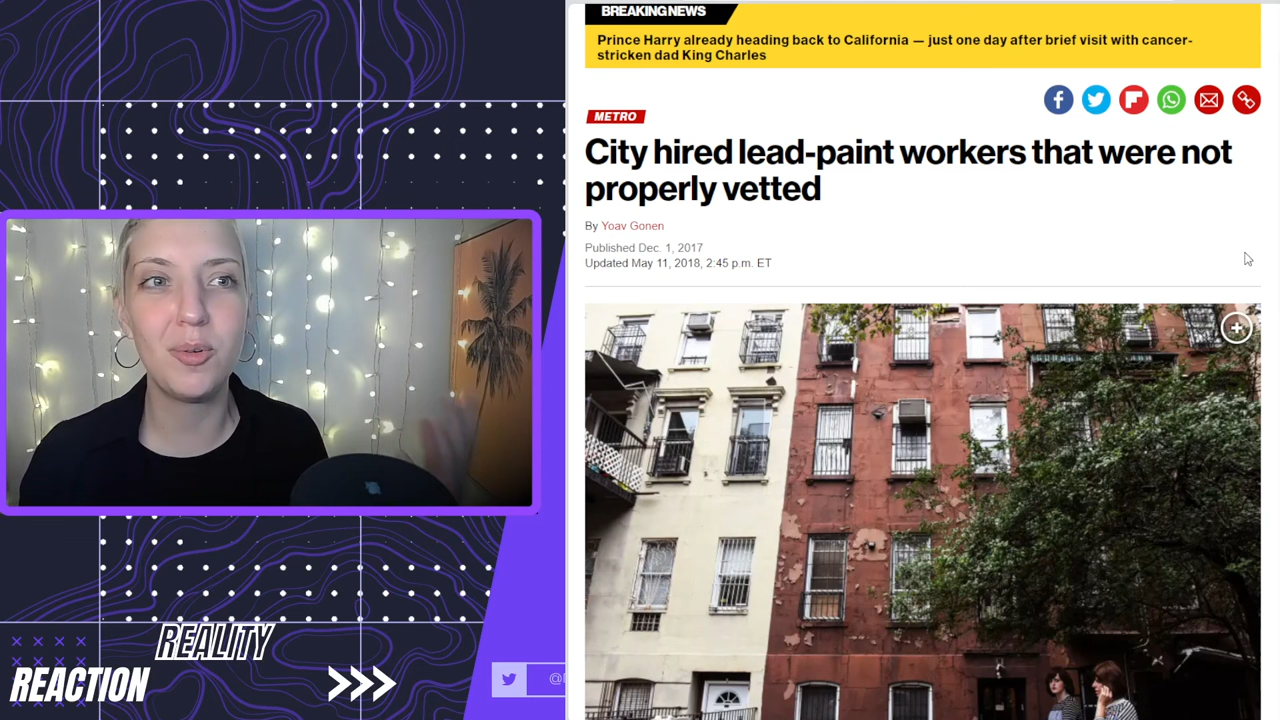 BREAKING NEWS
Prince Harry already heading back to California — just one day after brief visit with cancer-
stricken dad King Charles
METRO
City hired lead-paint workers that were not
properly vetted
By Yoav Gonen
Published Dec. 1, 2017
Updated May 11, 2018, 2:45 p.m. ET
REALITY
REACTION